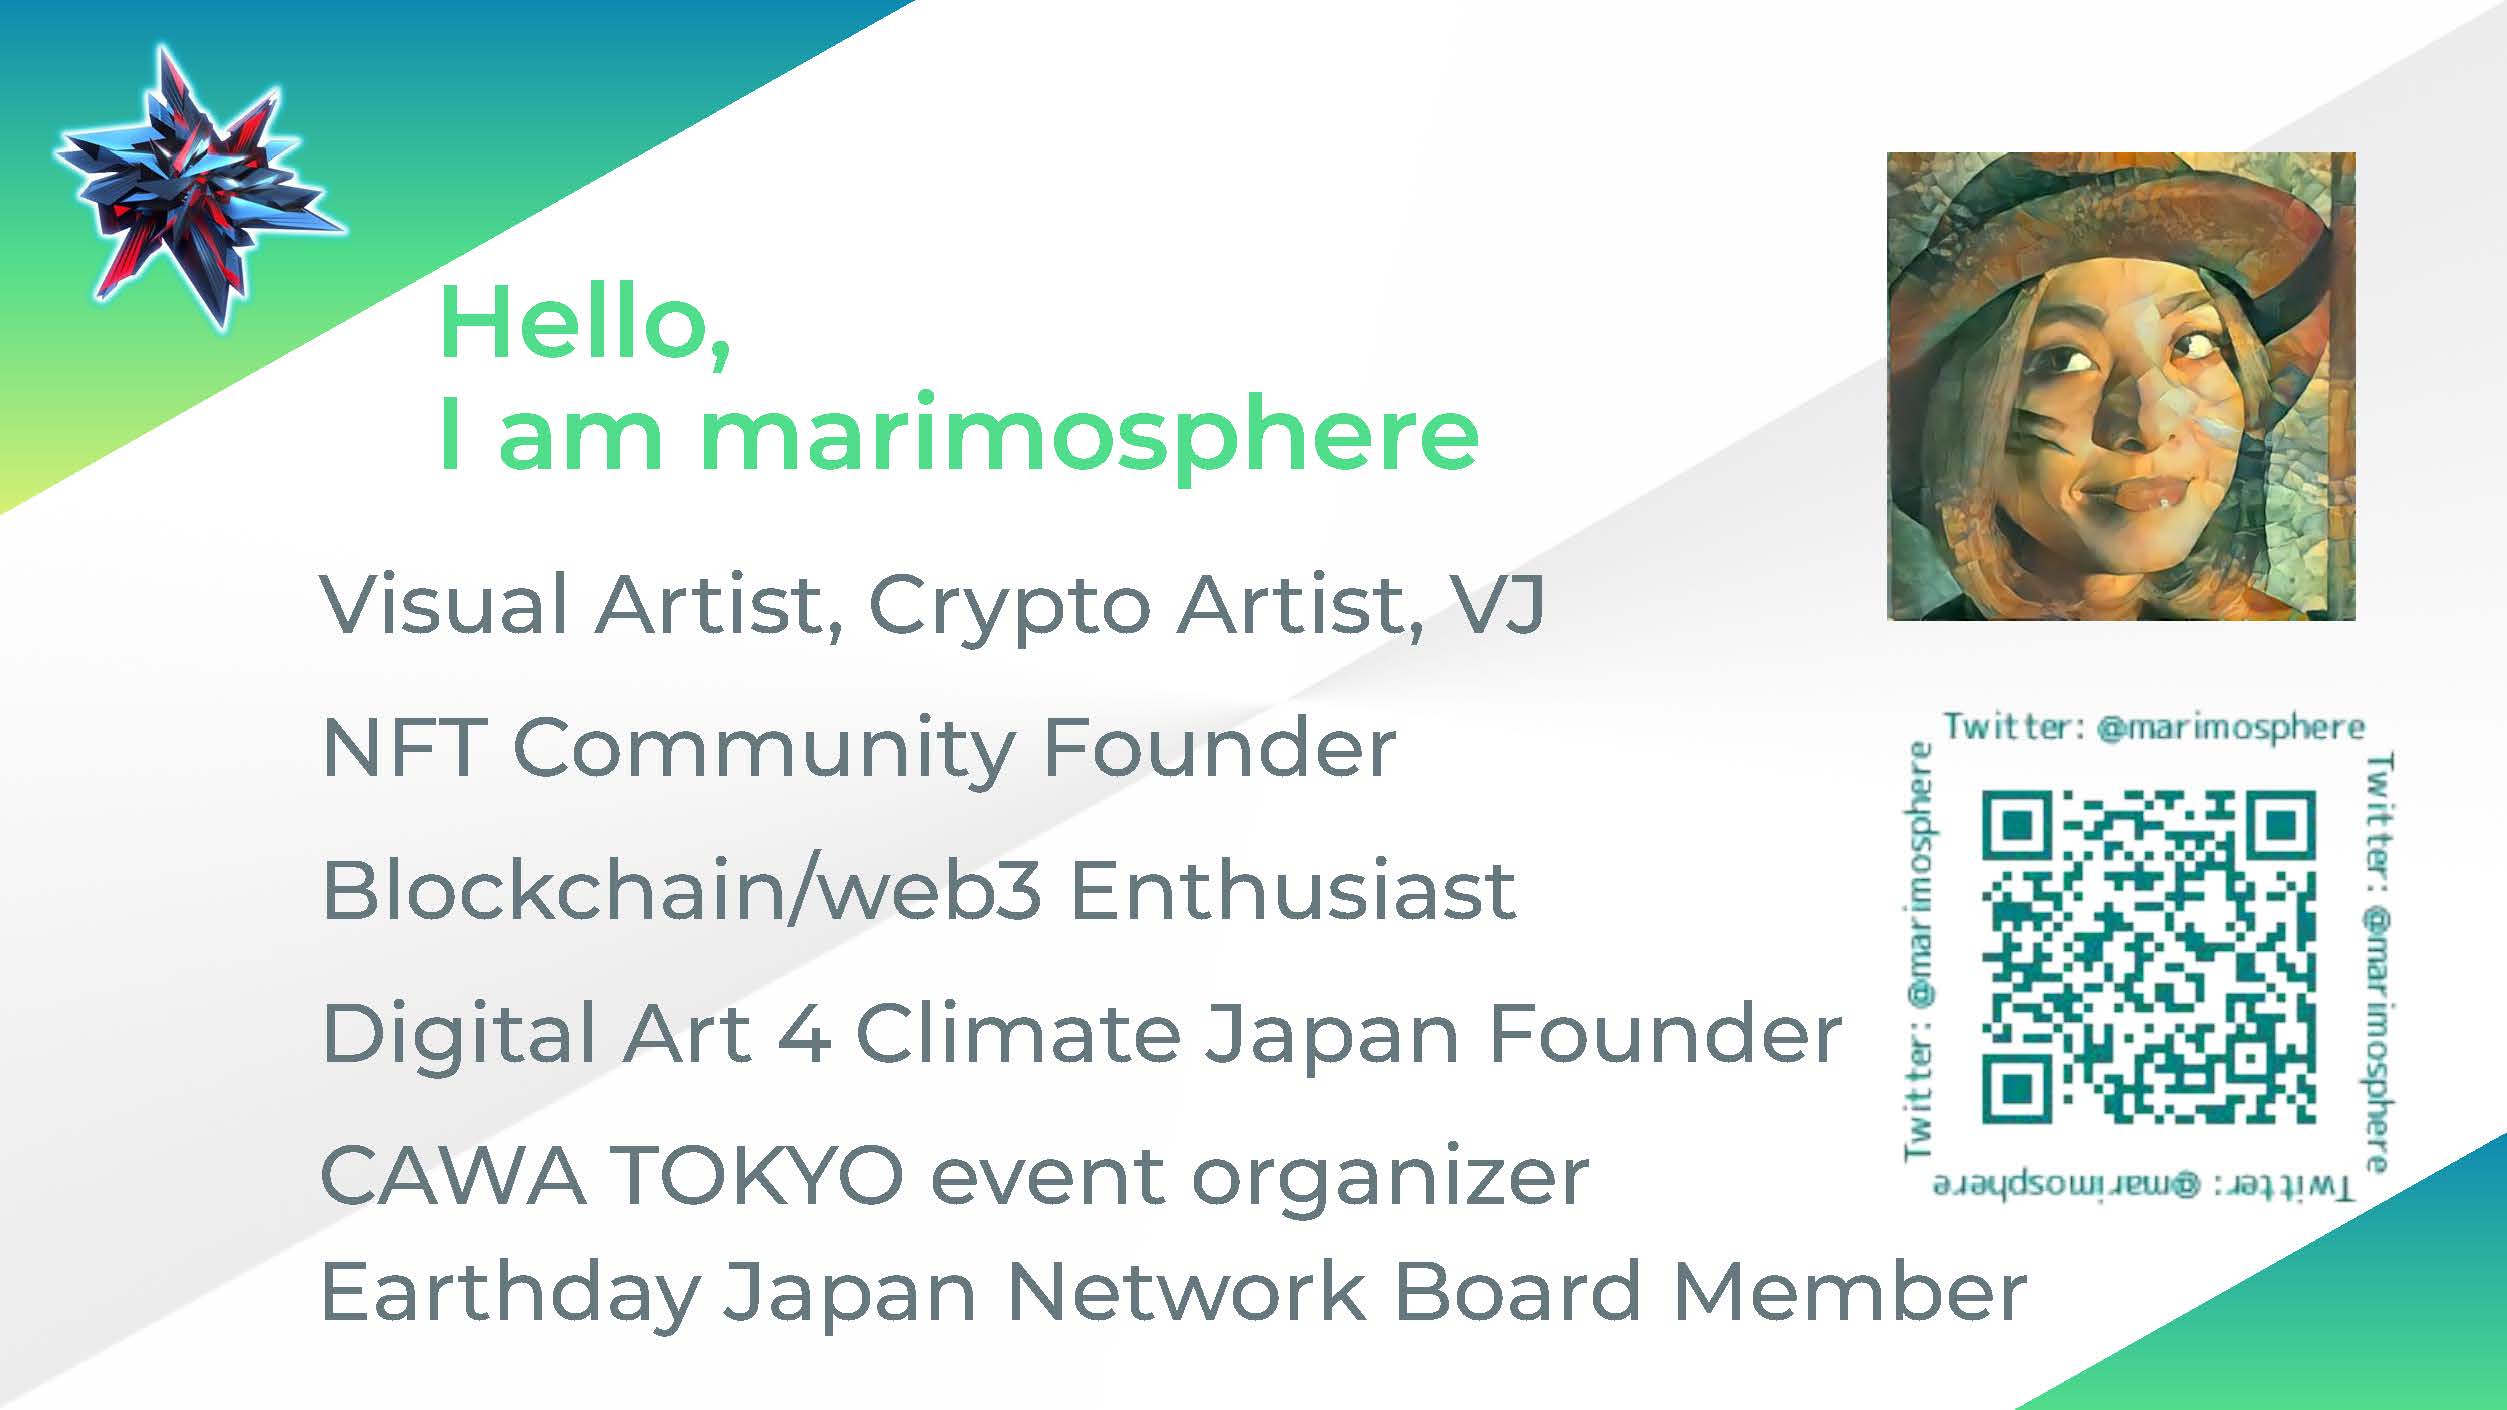 Hello,
I am marimosphere
Visual Artist, Crypto Artist, VJ
NFT Community Founder
Blockchain/web3 Enthusiast
Digital Art 4 Climate Japan Founder
CAWA TOKYO event organizer
Earthday Japan Network Board Member
Twitter: @marimosphere
Twitter: @marimosphere
Twitter: @marimosphere
Twitter: @marimosphere